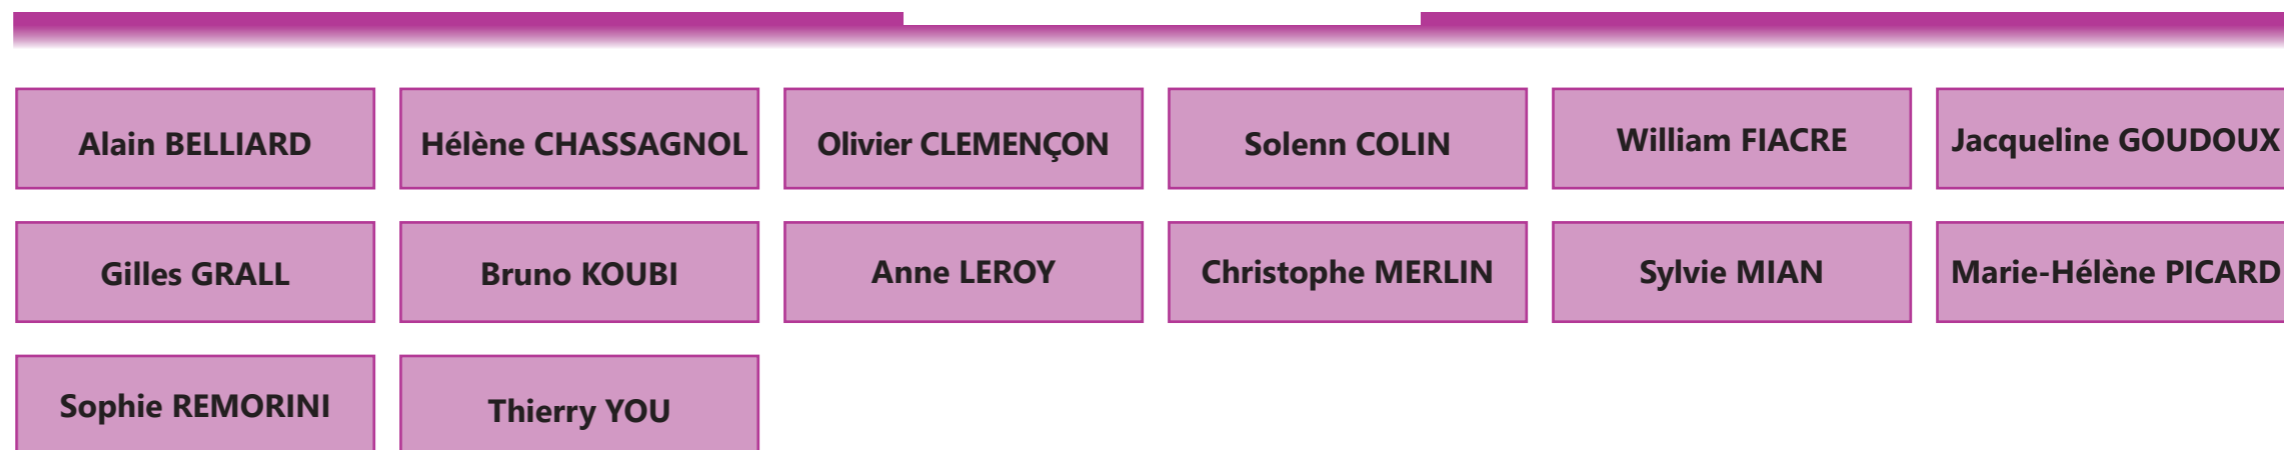 Alain BELLIARD
Hélène CHASSAGNOL
Olivier CLEMENÇON
Solenn COLIN
William FIACRE
Jacqueline GOUDOUX
Gilles GRALL
Bruno KOUBI
Anne LEROY
Christophe MERLIN
Sylvie MIAN
Marie-Hélène PICARD
Sophie REMORINI
Thierry YOU